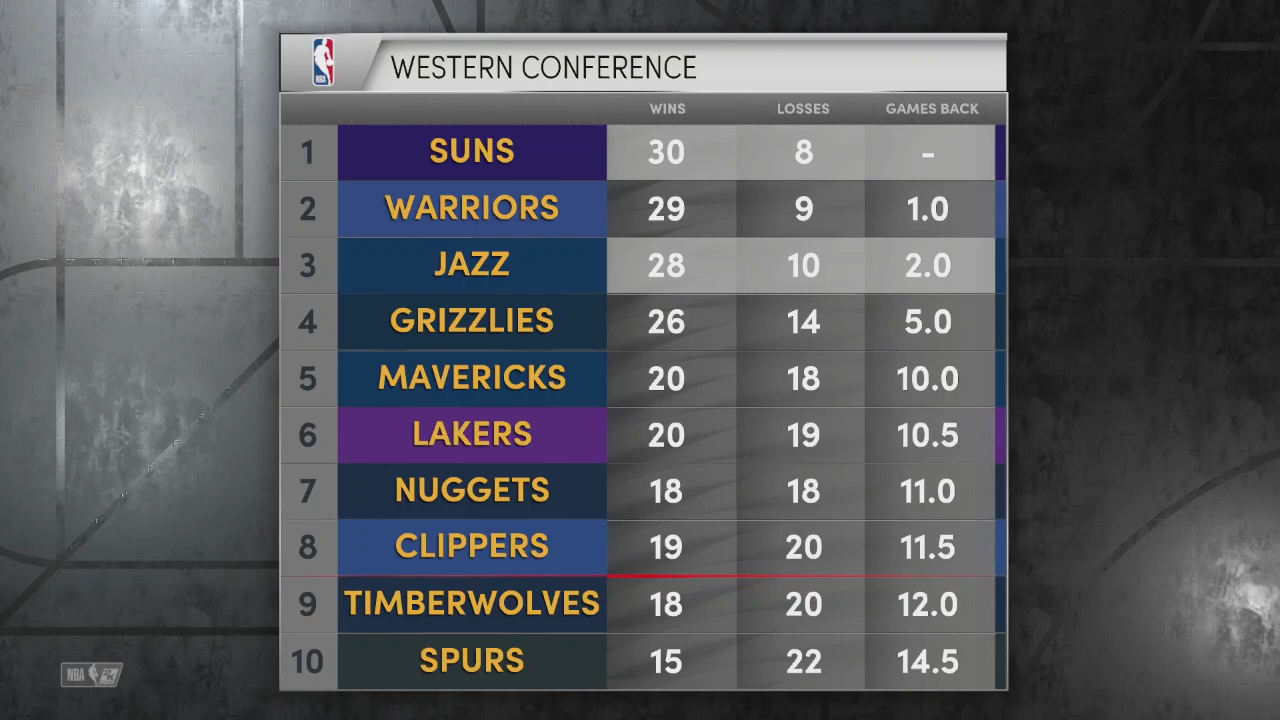 NBA
WESTERN CONFERENCE
WINS LOSSES GAMES BACK
1 SUNS 30 8 -
2 WARRIORS 29 9 1.0
3 JAZZ 28 10 2.0
4 GRIZZLIES 26 14 5.0
5 MAVERICKS 20 18 10.0
6 LAKERS 20 19 10.5
7 NUGGETS 18 18 11.0
8 CLIPPERS 19 20 11.5
9 TIMBERWOLVES 18 20 12.0
10 SPURS 15 22 14.5
NBA 2K